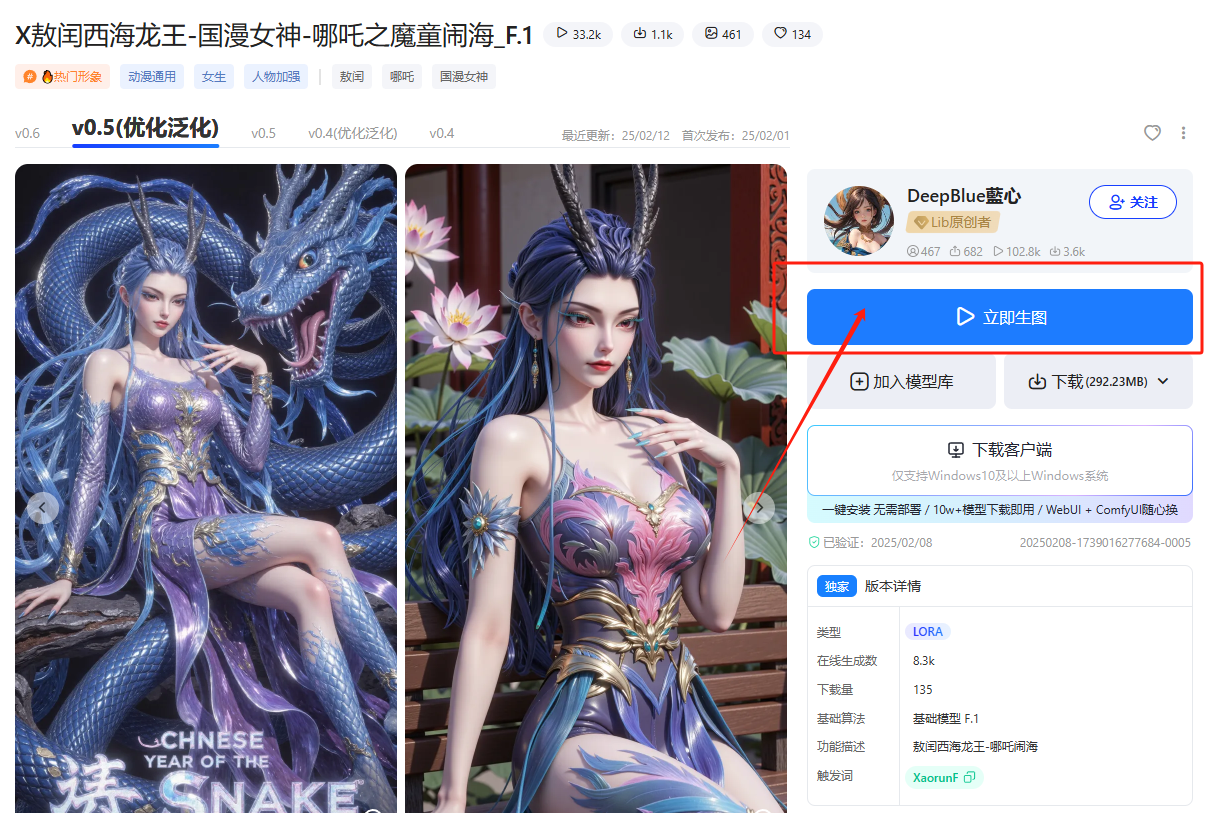 X敖闰西海龙王-国漫女神-哪吒之魔童闹海_F.1
33.2k
1.1k
461
134
热门形象
动漫通用
女生
人物加强
敖闰
哪吒
国漫女神
v0.6
v0.5(优化泛化)
v0.5
v0.4(优化泛化)
v0.4
最近更新：25/02/12
首次发布：25/02/01
DeepBlue藍心
关注
Lib原创者
467
682
102.8k
3.6k
立即生图
加入模型库
下载(292.23MB)
下载客户端
仅支持Windows10及以上Windows系统
一键安装 无需部署 / 10w+模型下载即用 / WebUI + ComfyUI随心换
已验证：2025/02/08
20250208-1739016277684-0005
独家
版本详情
类型
LORA
在线生成数
8.3k
下载量
135
基础算法
基础模型 F.1
功能描述
敖闰西海龙王-哪吒闹海
触发词
XaorunF
CHNESE
YEAR OF THE
SNAKE